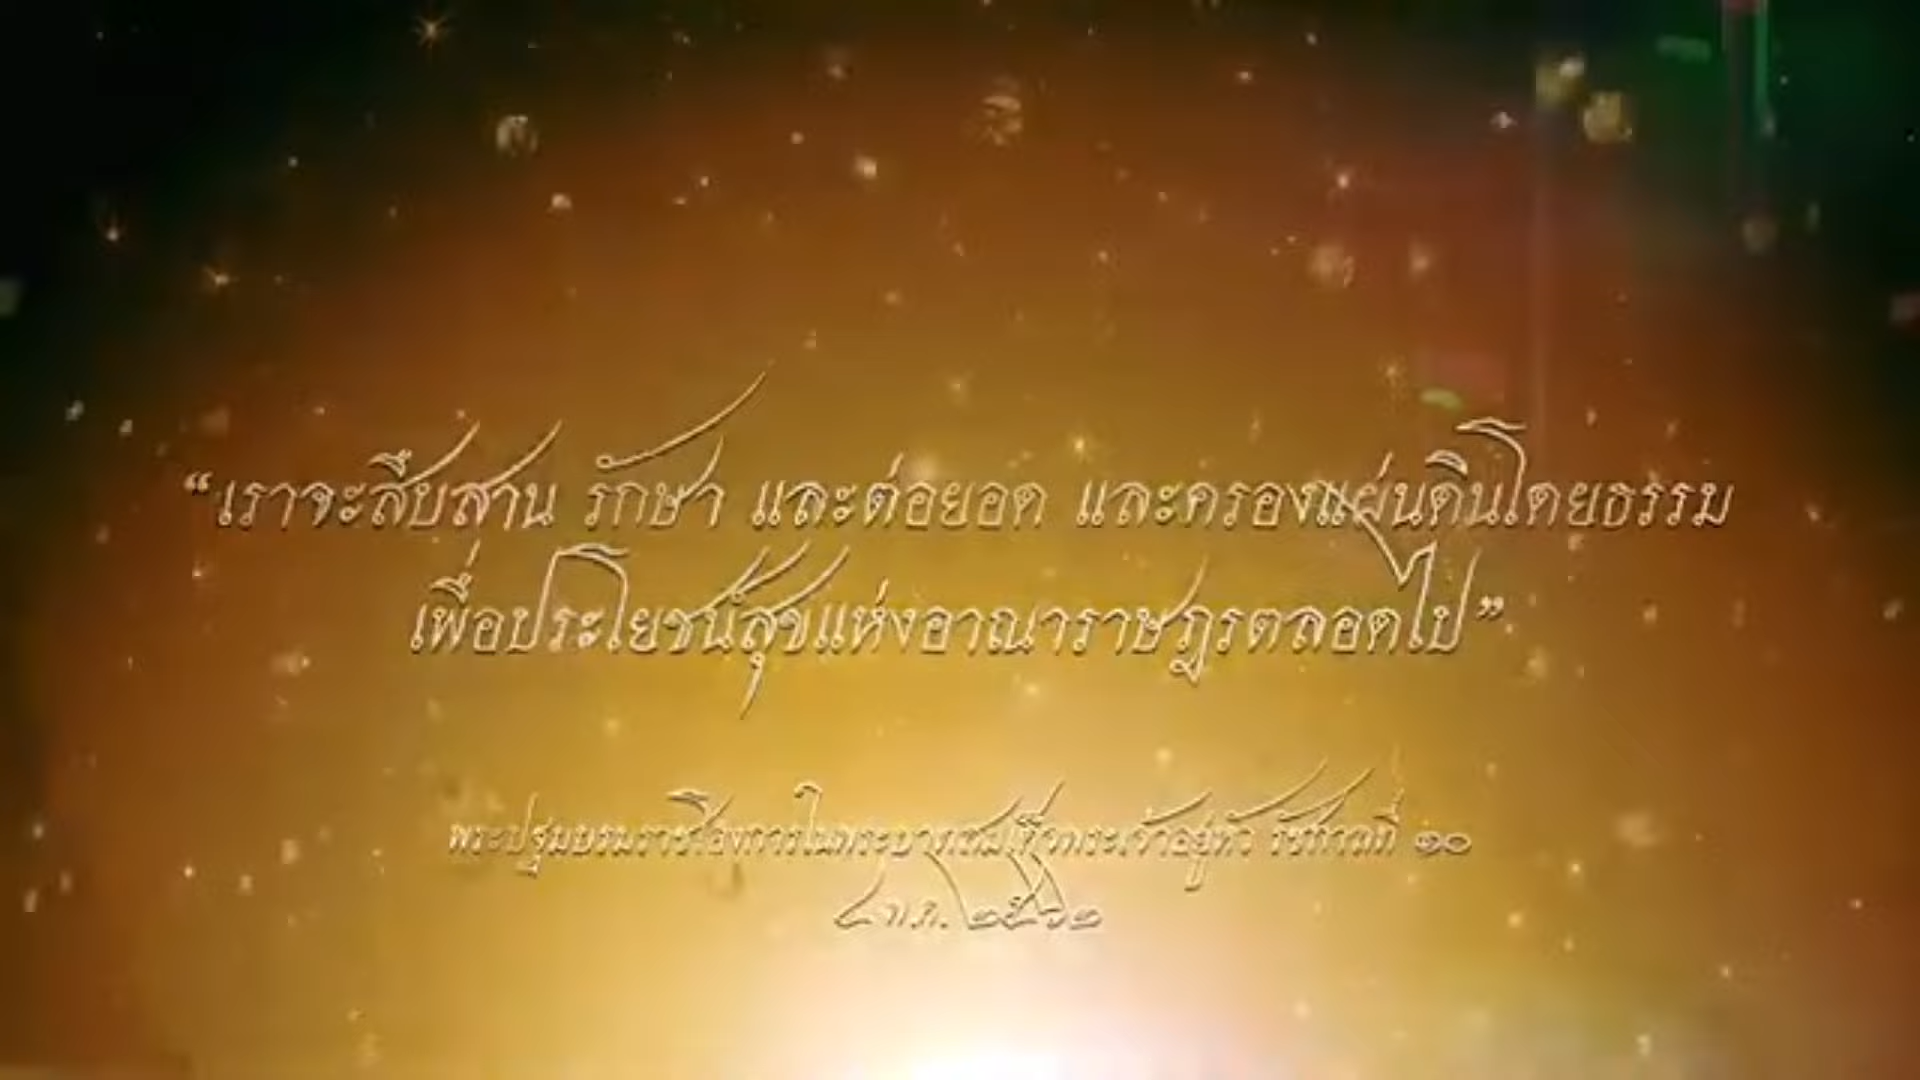 “เราจะสืบสาน รักษา และต่อยอด และครองแผ่นดินโดยธรรม
เพื่อประโยชน์สุขแห่งอาณาราษฎรตลอดไป”
พระปฐมบรมราชโองการในพระบาทสมเด็จพระเจ้าอยู่หัว รัชกาลที่ ๑๐
๔ พ.ค. ๒๕๖๒